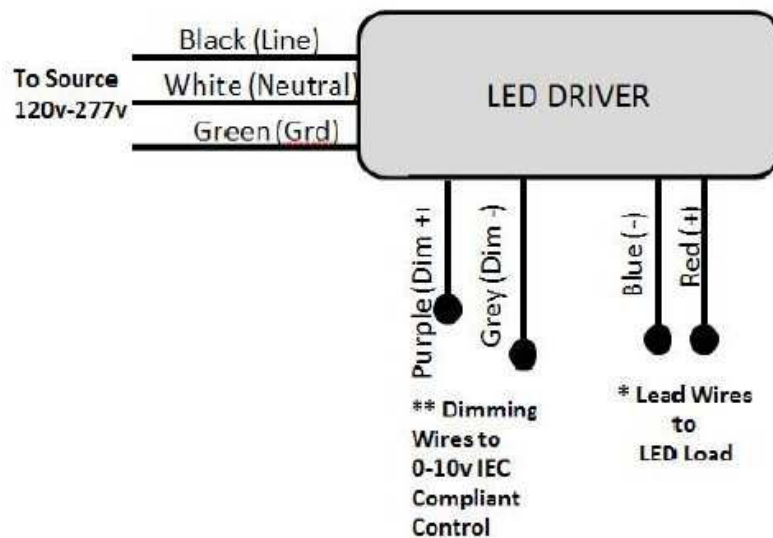 Black (Line)
To Source
120v-277v
White (Neutral)
Green (Grd)
LED DRIVER
Purple (Dim +)
Grey (Dim -)
Blue (-)
Red (+)
** Dimming
Wires to
0-10v IEC
Compliant
Control
* Lead Wires
to
LED Load